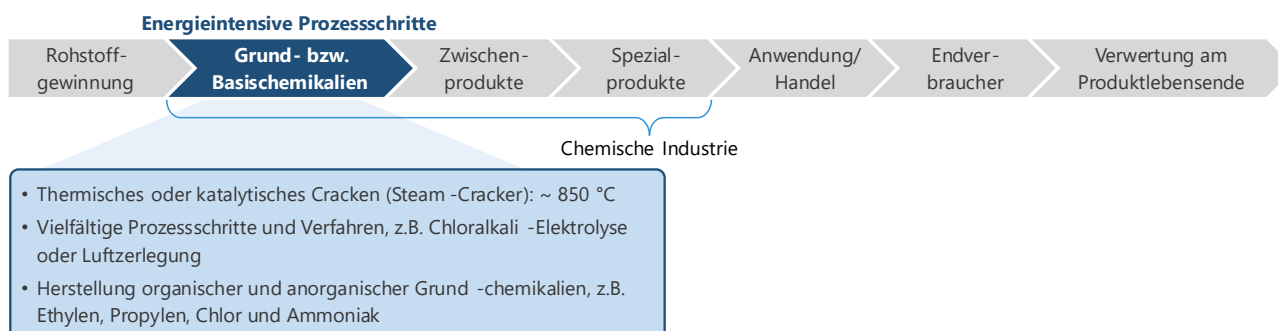 Energieintensive Prozessschritte
Rohstoff-
gewinnung
Grund- bzw.
Basischemikalien
Zwischen-
produkte
Spezial-
produkte
Anwendung/
Handel
Endver-
braucher
Verwertung am
Produktlebensende
Chemische Industrie
• Thermisches oder katalytisches Cracken (Steam -Cracker): ~ 850 °C
• Vielfältige Prozessschritte und Verfahren, z.B. Chloralkali -Elektrolyse
oder Luftzerlegung
• Herstellung organischer und anorganischer Grund -chemikalien, z.B.
Ethylen, Propylen, Chlor und Ammoniak